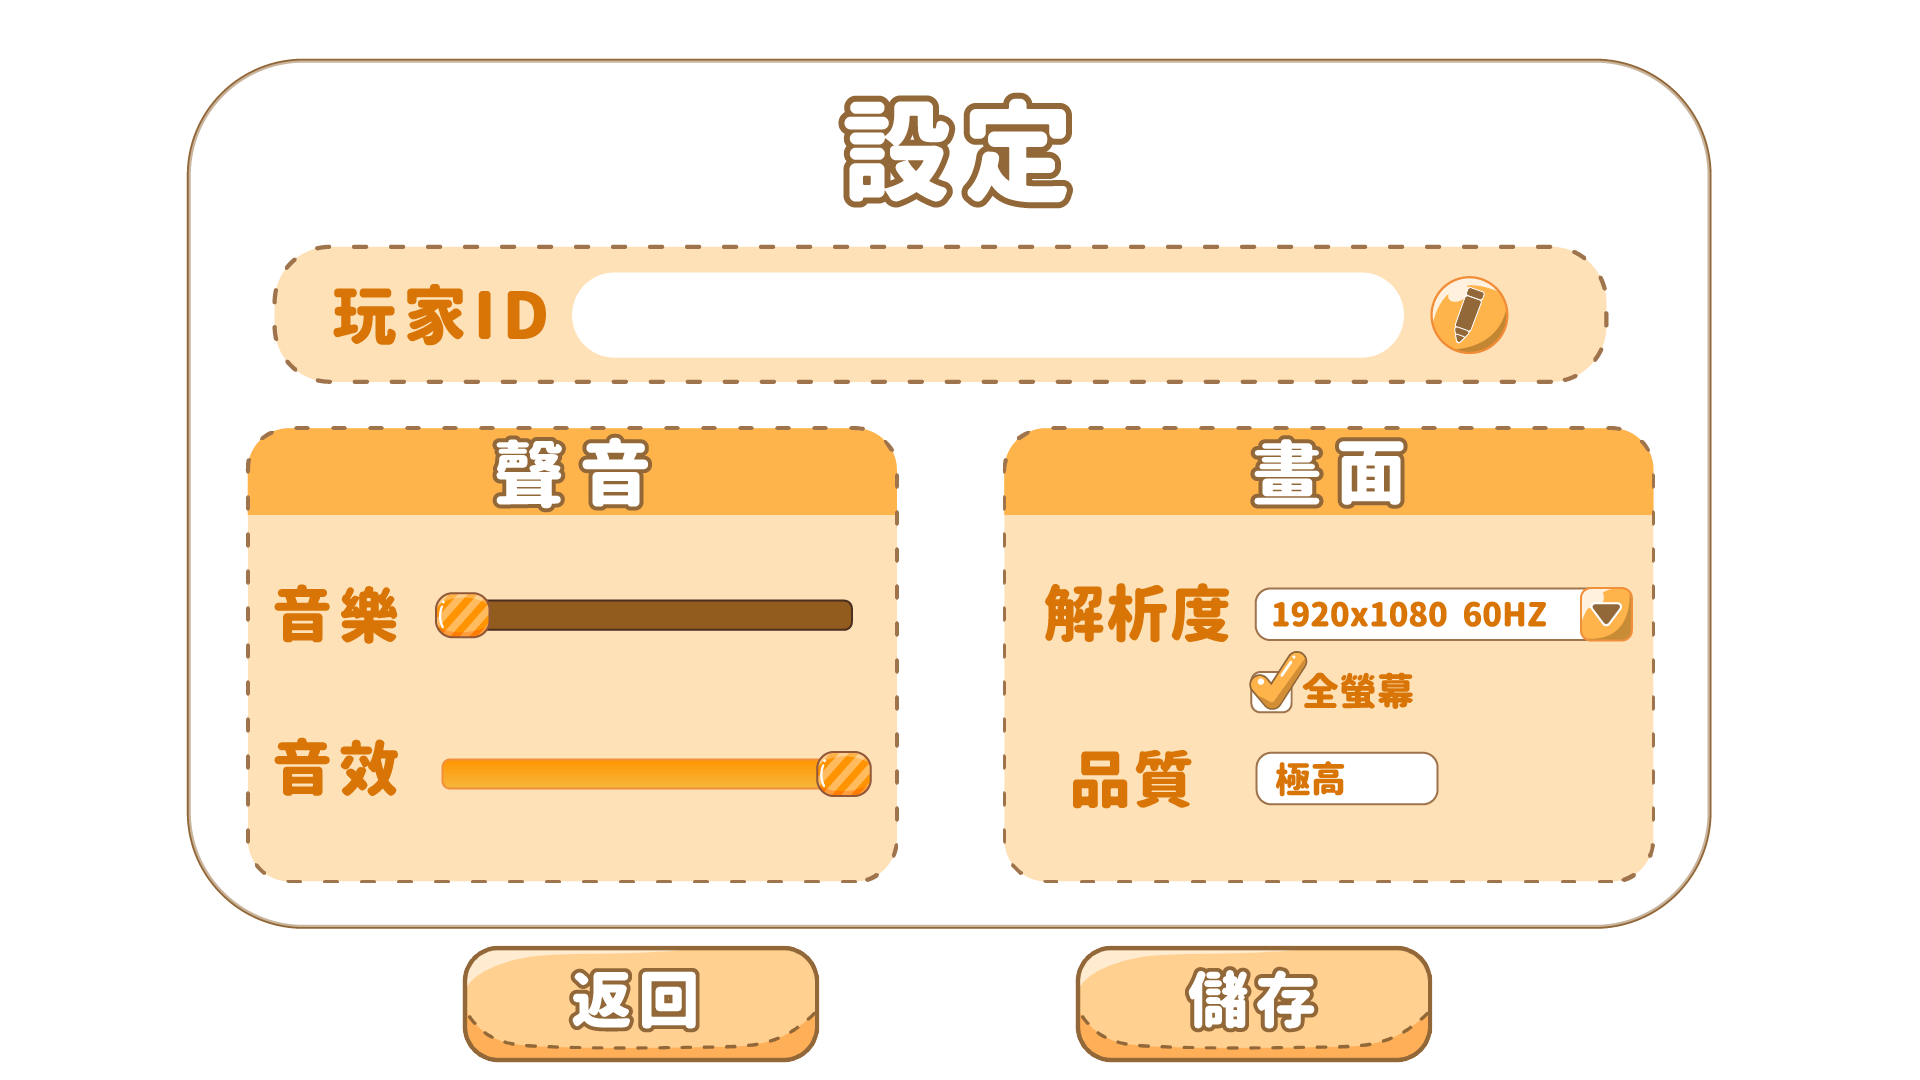 設定
玩家ID
聲音
音樂
音效
畫面
解析度 1920x1080 60HZ
全螢幕
品質 極高
返回
儲存